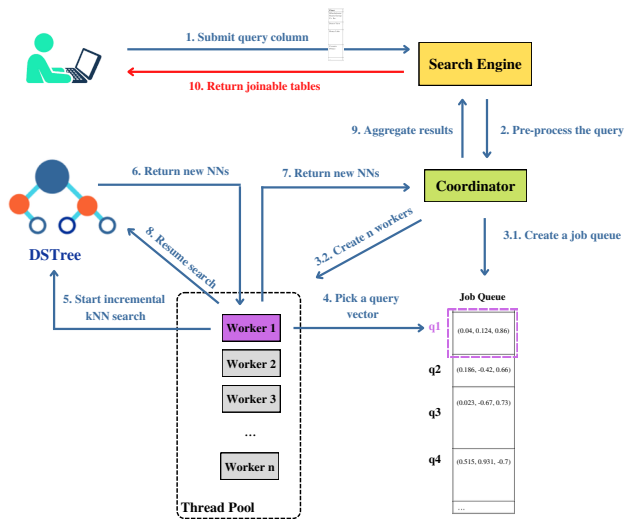 1. Submit query column
10. Return joinable tables
Search Engine
9. Aggregate results
2. Pre-process the query
6. Return new NNs
7. Return new NNs
Coordinator
DSTree
8. Resume search
3.2. Create n workers
3.1. Create a job queue
5. Start incremental
kNN search
4. Pick a query
vector
Job Queue
Worker 1
q1
(0.04, 0.124, 0.86)
Worker 2
q2
(0.186, -0.42, 0.66)
Worker 3
q3
(0.023, -0.67, 0.73)
...
Worker n
q4
(0.515, 0.931, -0.7)
Thread Pool
...